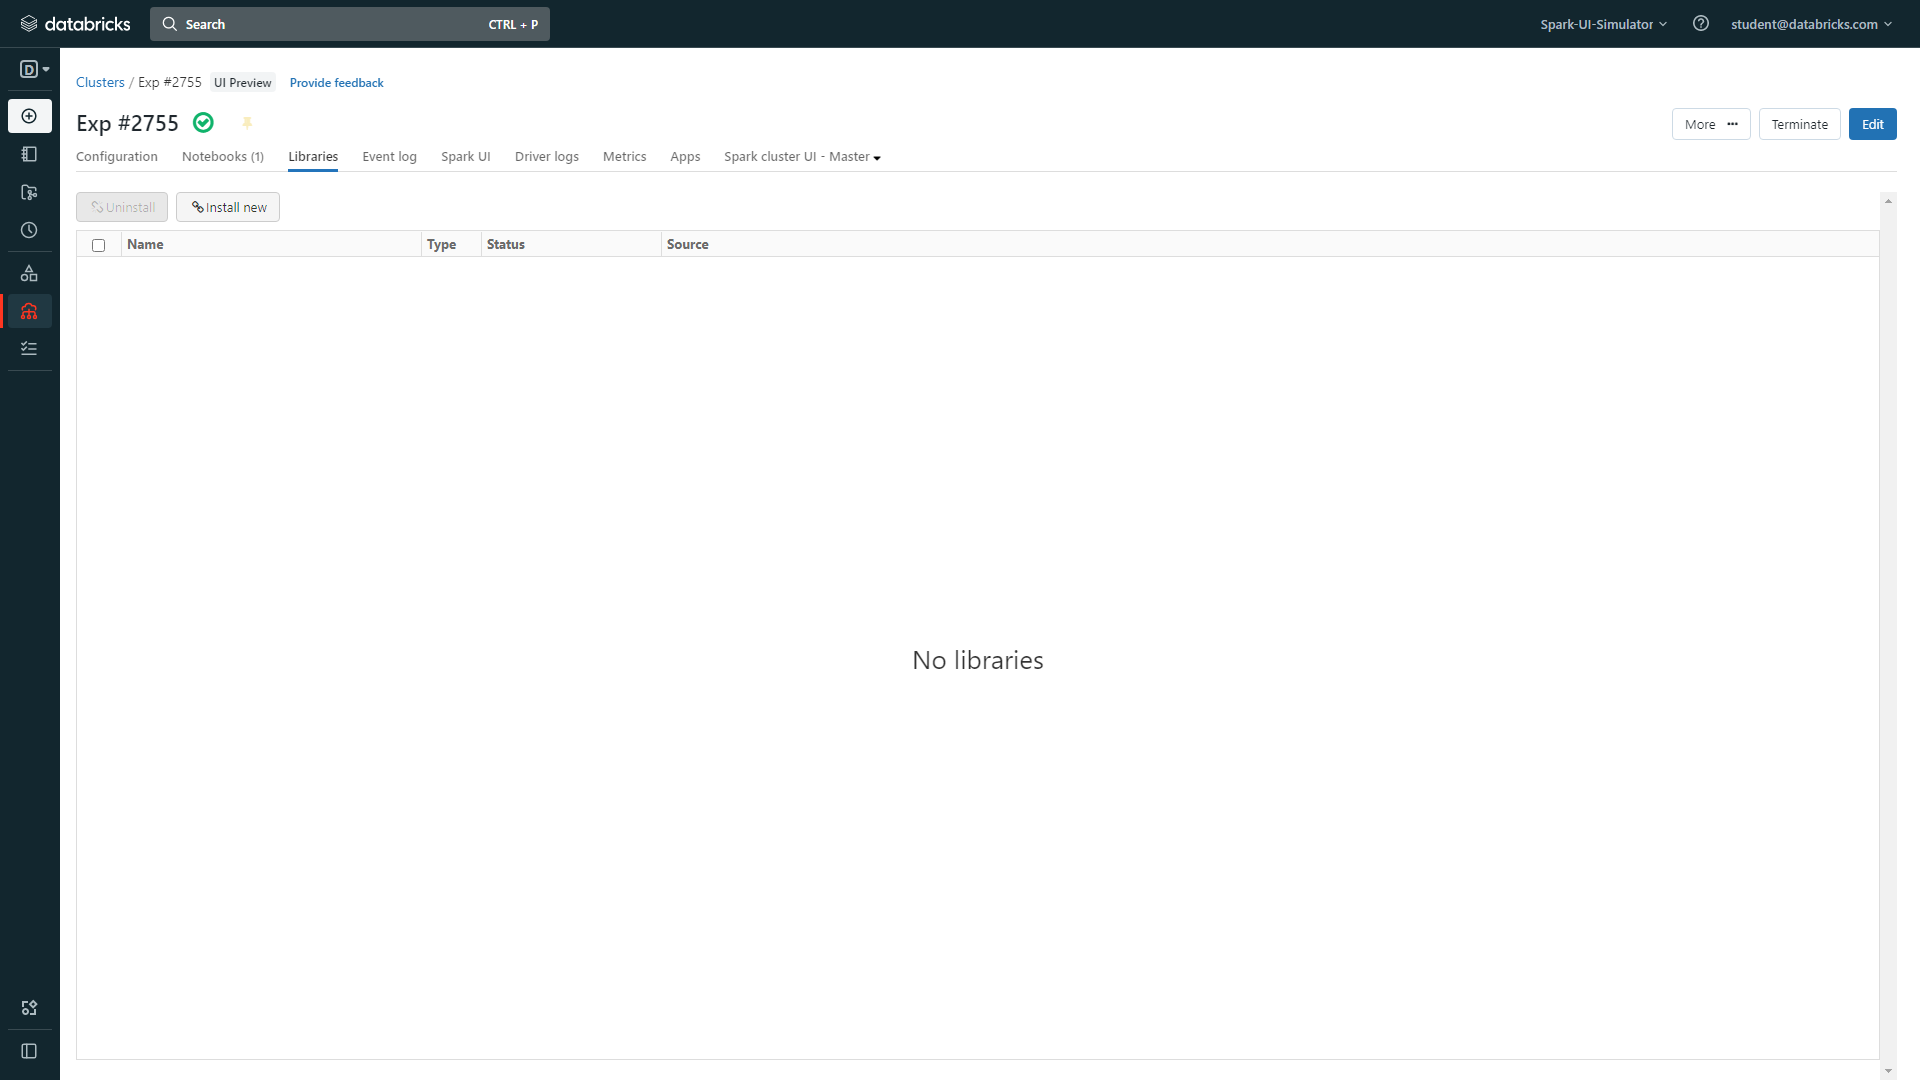 databricks
Search CTRL + P
Spark-UI-Simulator
student@databricks.com
D
Clusters / Exp #2755 UI Preview Provide feedback
Exp #2755
More ··· Terminate Edit
Configuration Notebooks (1) Libraries Event log Spark UI Driver logs Metrics Apps Spark cluster UI - Master
Uninstall Install new
Name Type Status Source
No libraries